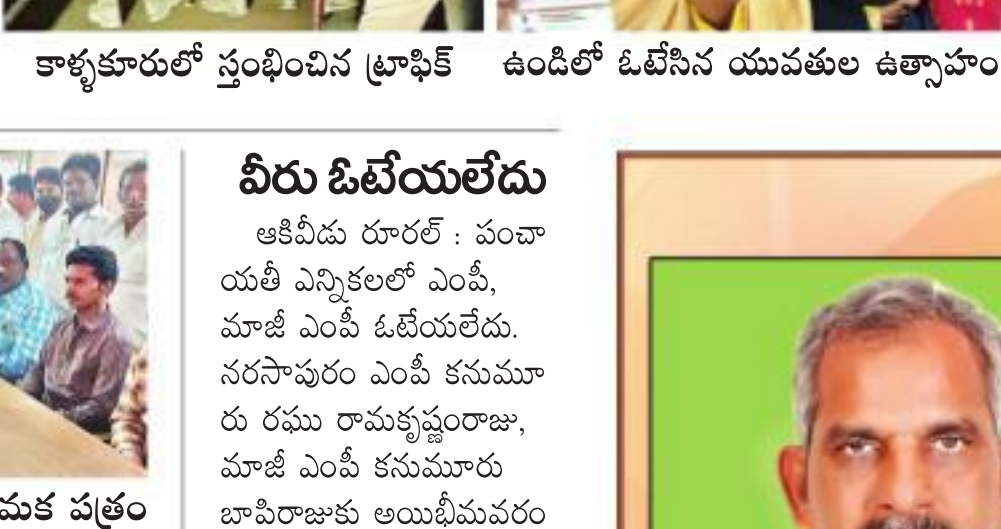 కాళ్ళకూరులో స్తంభించిన ట్రాఫిక్
ఉండిలో ఓటేసిన యువతుల ఉత్సాహం
వీరు ఓటేయలేదు
ఆకివీడు రూరల్ : పంచా
యతీ ఎన్నికలలో ఎంపీ,
మాజీ ఎంపీ ఓటేయలేదు.
నరసాపురం ఎంపీ కనుమూ
రు రఘు రామకృష్ణంరాజు,
మాజీ ఎంపీ కనుమూరు
బాపిరాజుకు అయిభీమవరం
మక పత్రం